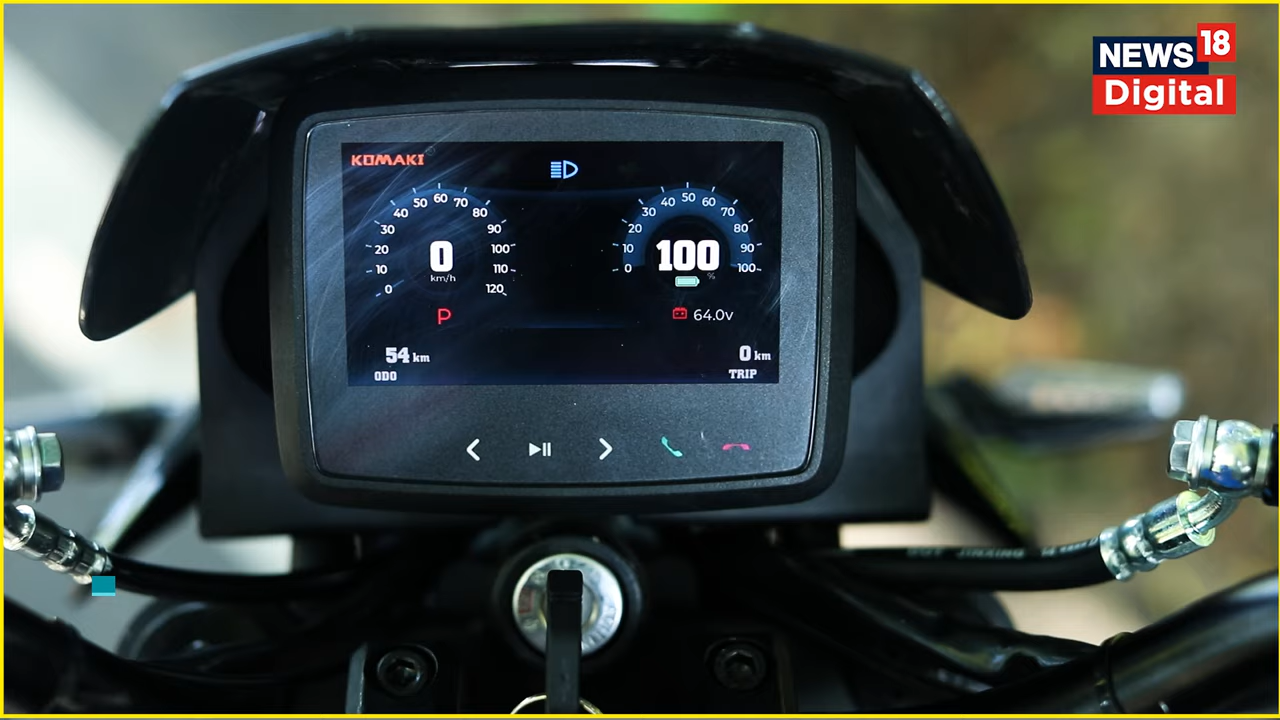 NEWS 18
Digital
KOMAKI
50 60 70
40 80
30 90
20 100
10 110
0 120
0
km/h
P
54 km
ODO
40 50 60
30 70
20 80
10 90
0 100
100
%
64.0v
0 km
TRIP